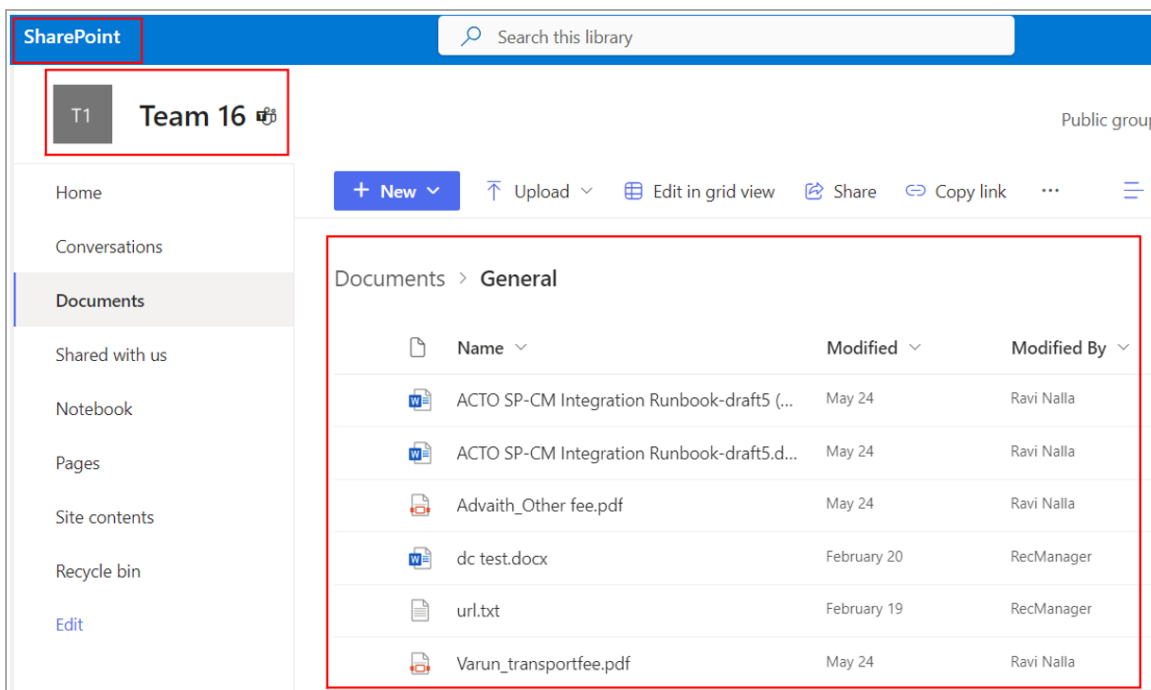 SharePoint
Search this library
T1
Team 16
Public group
Home
Conversations
Documents
Shared with us
Notebook
Pages
Site contents
Recycle bin
Edit
New Upload Edit in grid view Share Copy link ...
Documents > General
Name Modified Modified By
ACTO SP-CM Integration Runbook-draft5 (... May 24 Ravi Nalla
ACTO SP-CM Integration Runbook-draft5.d... May 24 Ravi Nalla
Advaith_Other fee.pdf May 24 Ravi Nalla
dc test.docx February 20 RecManager
url.txt February 19 RecManager
Varun_transportfee.pdf May 24 Ravi Nalla